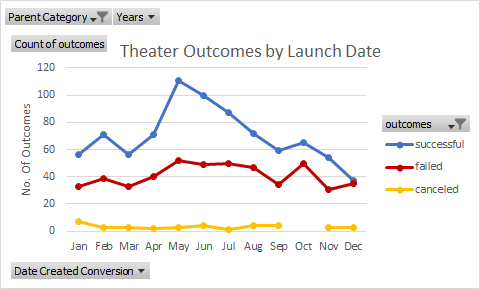 Parent Category Years
Count of outcomes
Theater Outcomes by Launch Date
120
100
80
60
40
20
0
No. Of Outcomes
Jan Feb Mar Apr May Jun Jul Aug Sep Oct Nov Dec
outcomes
successful
failed
canceled
Date Created Conversion